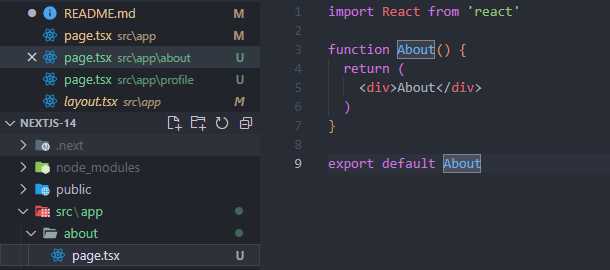 README.md M
page.tsx src\app M
page.tsx src\app\about U
page.tsx src\app\profile U
layout.tsx src\app M
NEXTJS-14
.next
node_modules
public
src\app
about
page.tsx U
1 import React from 'react'
2
3 function About() {
4 return (
5 <div>About</div>
6 )
7 }
8
9 export default About